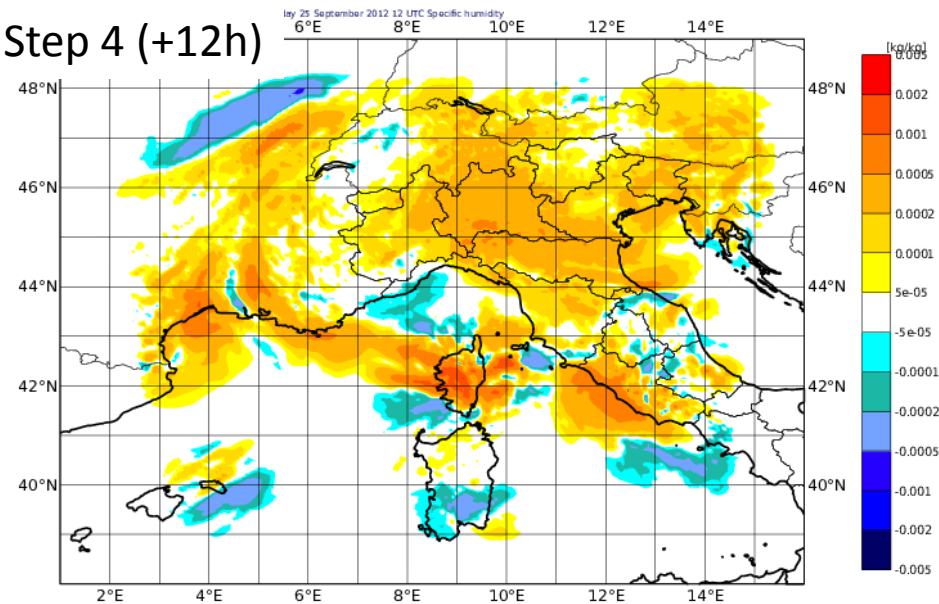 lay 25 September 2012 12 UTC Specific humidity
Step 4 (+12h)
6°E 8°E 10°E 12°E 14°E
[kg/kg]
0.005
48°N 48°N
0.002
0.001
46°N 46°N
0.0005
0.0002
0.0001
44°N 44°N
5e-05
-5e-05
42°N 42°N
-0.0001
-0.0002
-0.0005
40°N 40°N
-0.001
-0.002
-0.005
2°E 4°E 6°E 8°E 10°E 12°E 14°E